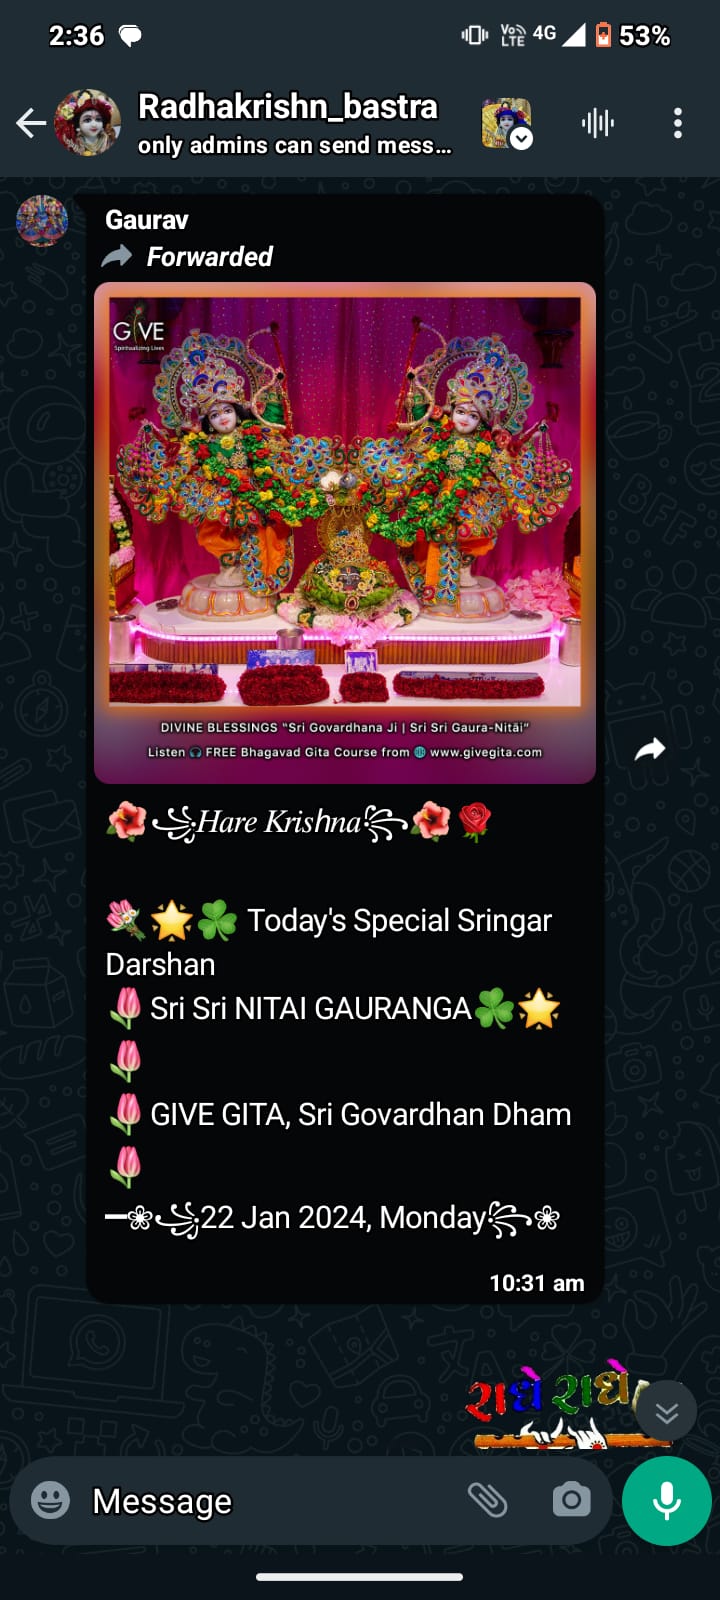 2:36
Vo
LTE
4G
53%
Radhakrishn_bastra
only admins can send mess...
Gaurav
Forwarded
GIVE
Spiritualizing Lives
DIVINE BLESSINGS "Sri Govardhana Ji | Sri Sri Gaura-Nitāi"
Listen 🎧 FREE Bhagavad Gita Course from 🌐 www.givegita.com
🌺꧁Hare Krishna꧂🌺🌹
💐🌟☘️ Today's Special Sringar
Darshan
🌷 Sri Sri NITAI GAURANGA☘️🌟
🌷
🌷 GIVE GITA, Sri Govardhan Dham
🌷
━❀꧁22 Jan 2024, Monday꧂❀
10:31 am
રાધે રાધે
Message